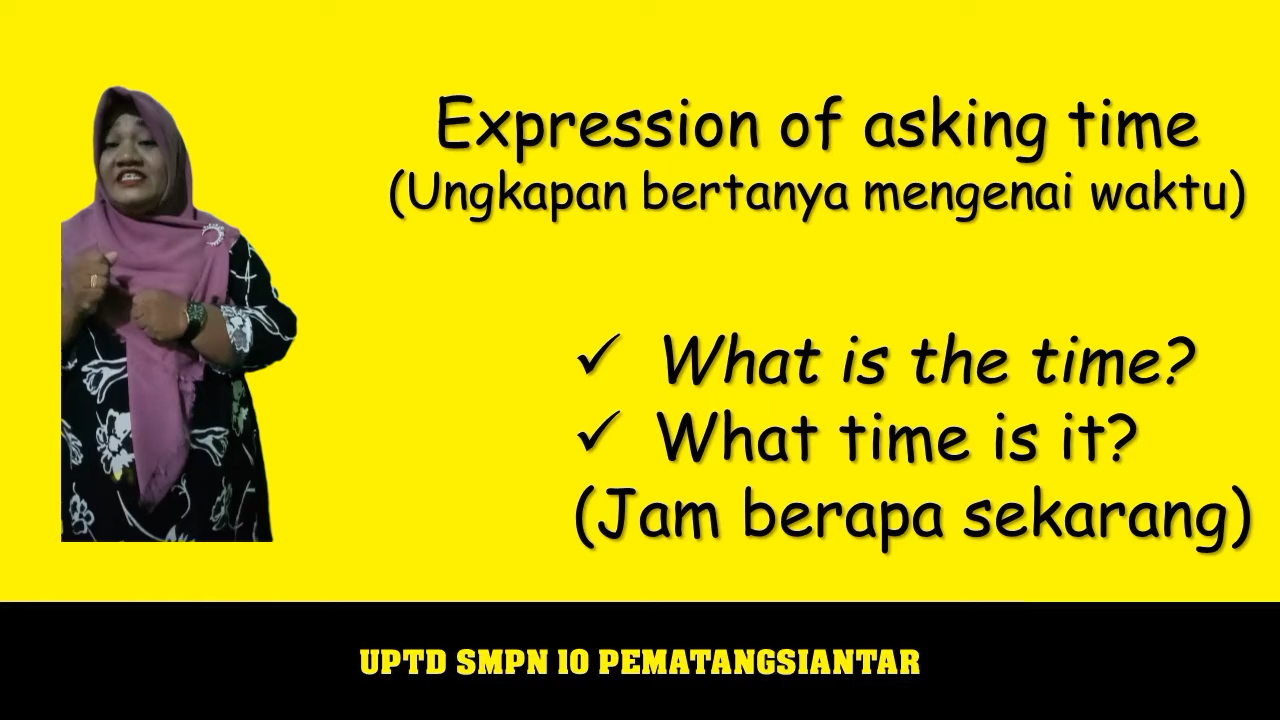 Expression of asking time
(Ungkapan bertanya mengenai waktu)
✓ What is the time?
✓ What time is it?
(Jam berapa sekarang)
UPTD SMPN 10 PEMATANGSIANTAR